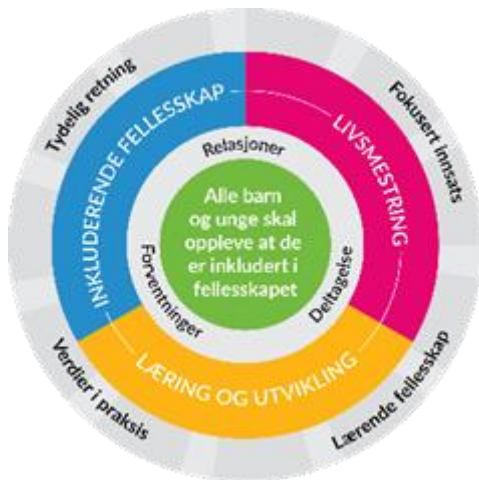 Tydelig retning
Fokusert innsats
INKLUDERENDE FELLESSKAP
LIVSMESTRING
Relasjoner
Alle barn
og unge skal
oppleve at de
er inkludert i
fellesskapet
Forventninger
Deltagelse
LÆRING OG UTVIKLING
Verdier i praksis
Lærende fellesskap